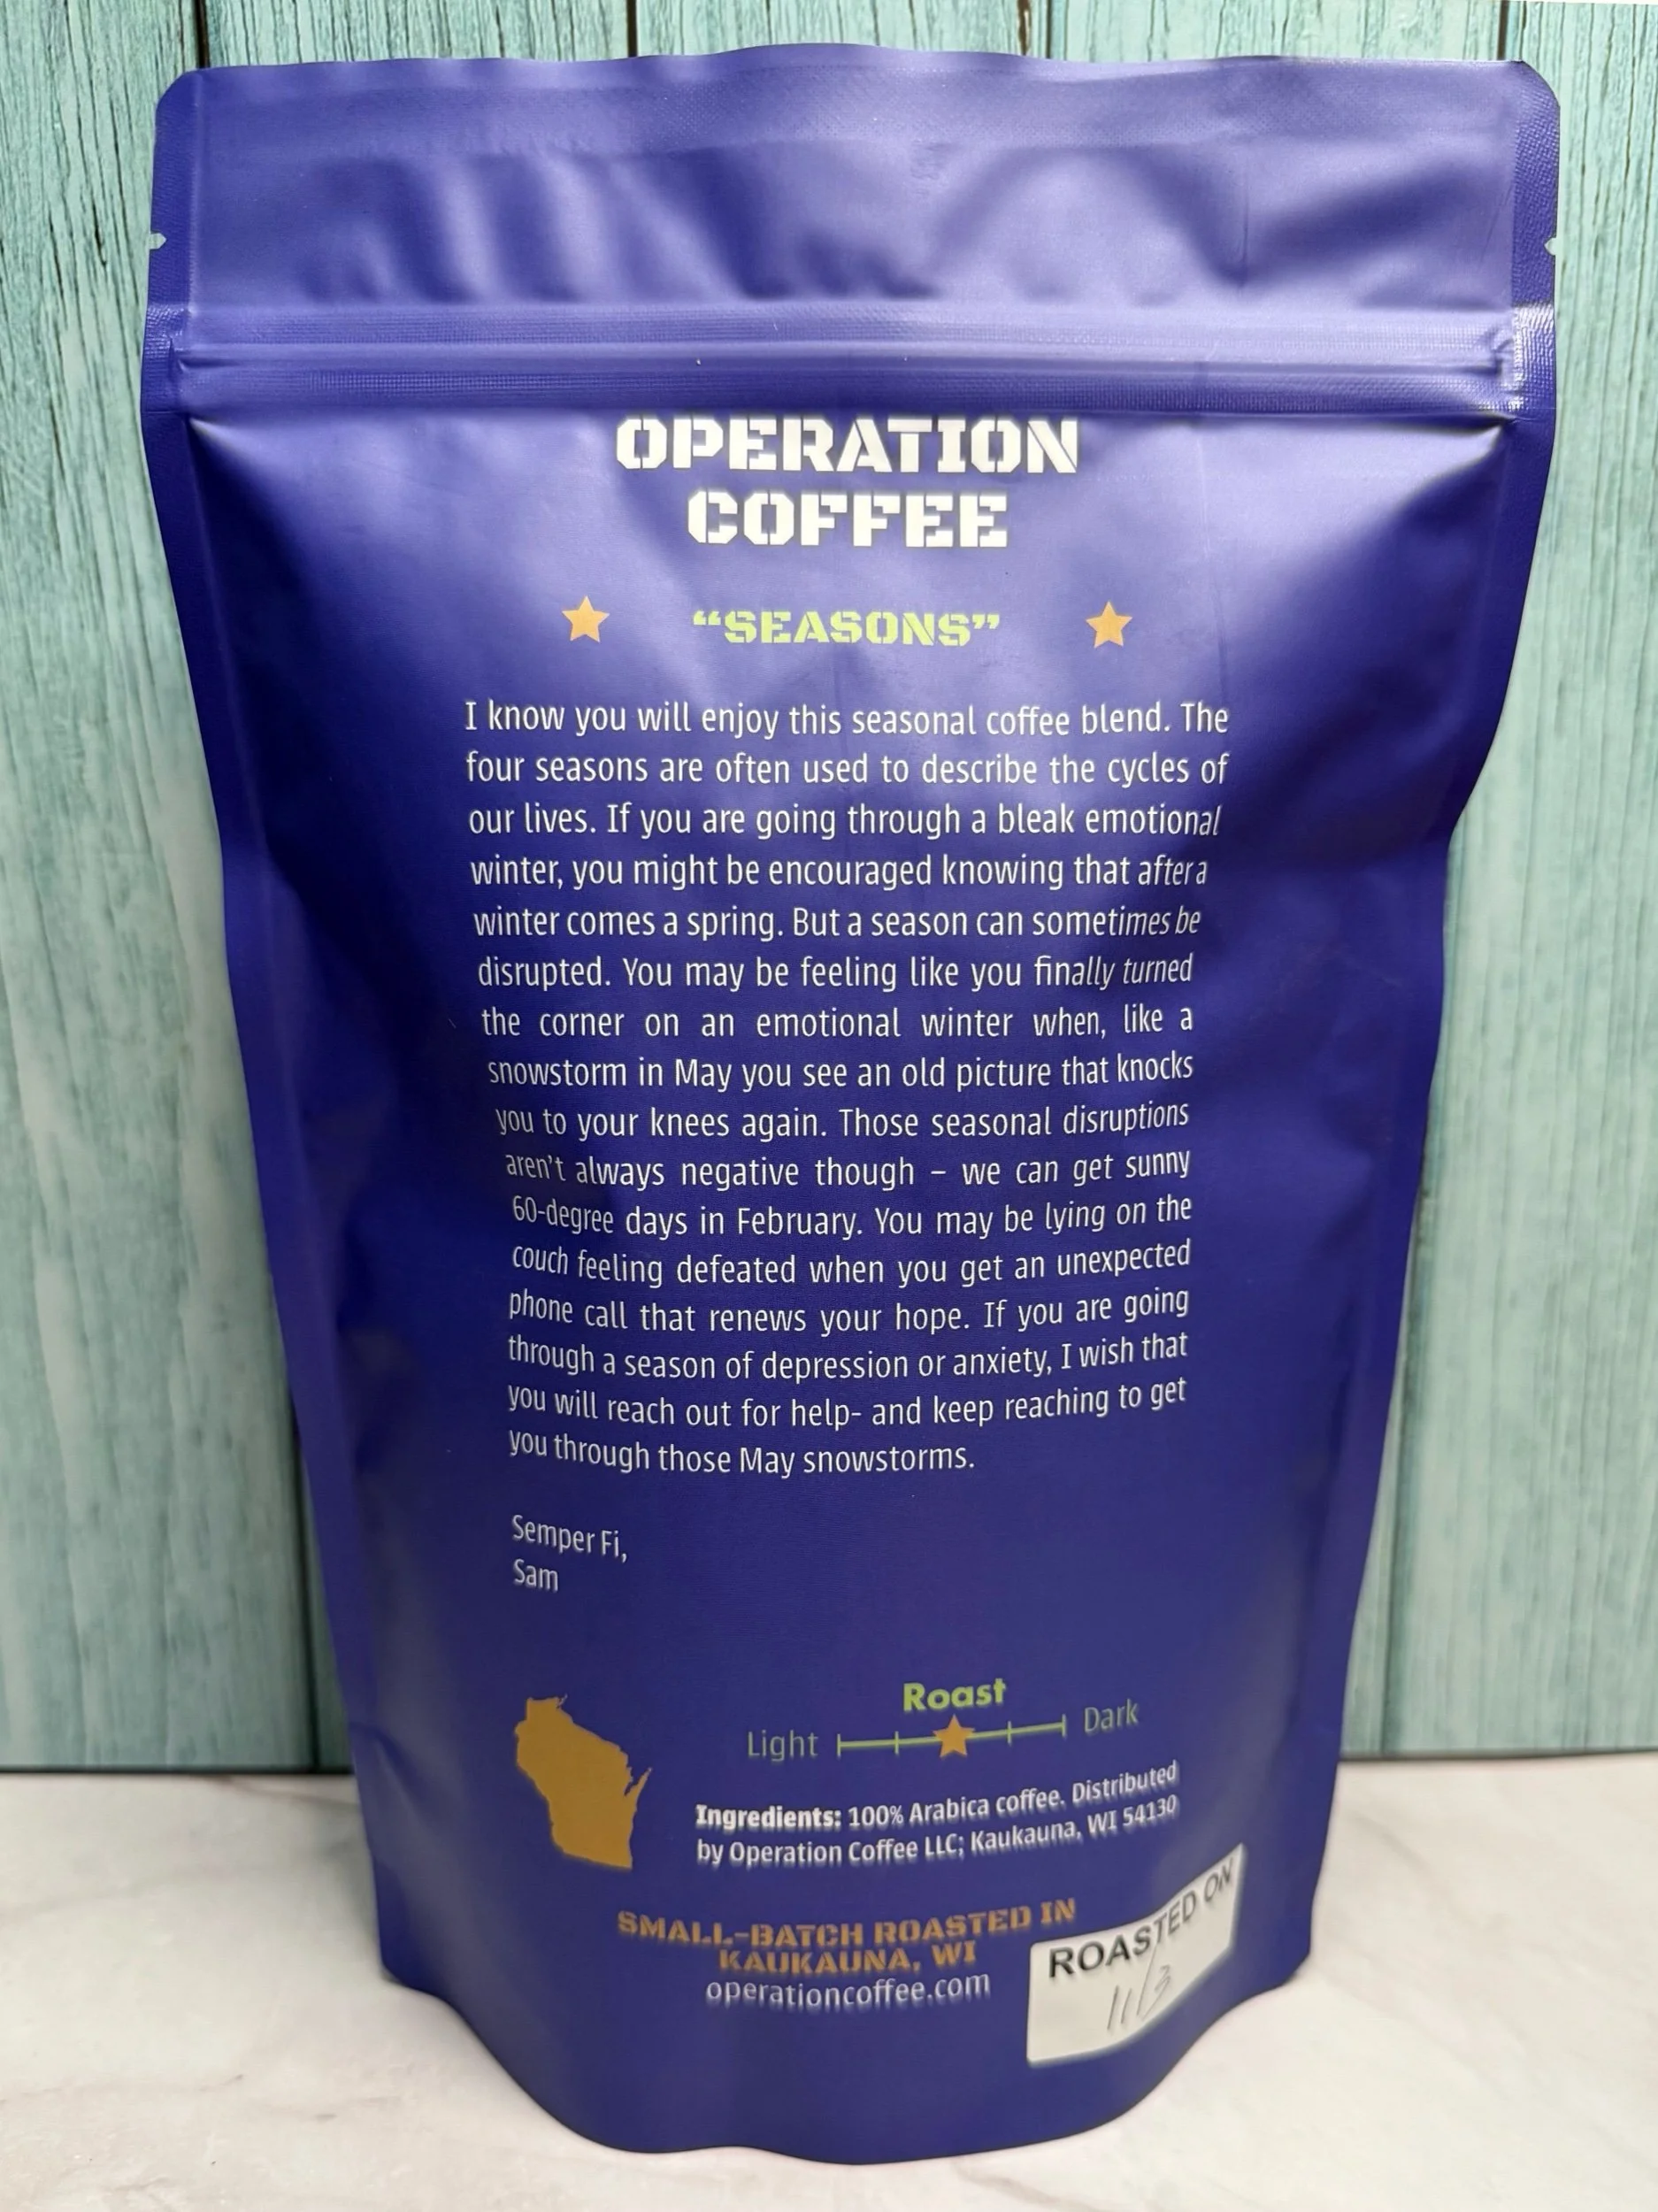 OPERATION
COFFEE
“SEASONS”
I know you will enjoy this seasonal coffee blend. The
four seasons are often used to describe the cycles of
our lives. If you are going through a bleak emotional
winter, you might be encouraged knowing that after a
winter comes a spring. But a season can sometimes be
disrupted. You may be feeling like you finally turned
the corner on an emotional winter when, like a
snowstorm in May you see an old picture that knocks
you to your knees again. Those seasonal disruptions
aren’t always negative though – we can get sunny
60-degree days in February. You may be lying on the
couch feeling defeated when you get an unexpected
phone call that renews your hope. If you are going
through a season of depression or anxiety, I wish that
you will reach out for help- and keep reaching to get
you through those May snowstorms.
Semper Fi,
Sam
Roast
Light Dark
Ingredients: 100% Arabica coffee. Distributed
by Operation Coffee LLC; Kaukauna, WI 54130
SMALL-BATCH ROASTED IN
KAUKAUNA, WI
operationcoffee.com
ROASTED ON
11/3